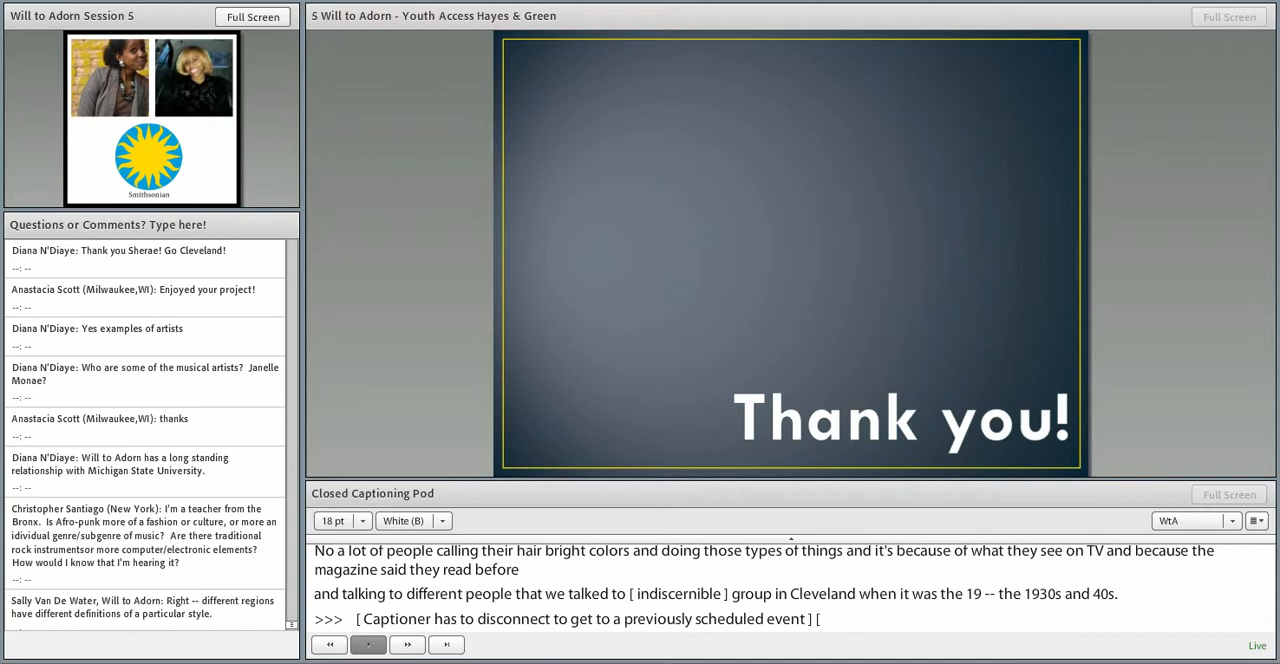 Will to Adorn Session 5
Full Screen
Smithsonian
Questions or Comments? Type here!
Diana N'Diaye: Thank you Sherae! Go Cleveland!
--: --
Anastacia Scott (Milwaukee,WI): Enjoyed your project!
--: --
Diana N'Diaye: Yes examples of artists
--: --
Diana N'Diaye: Who are some of the musical artists?  Janelle
Monae?
--: --
Anastacia Scott (Milwaukee,WI): thanks
--: --
Diana N'Diaye: Will to Adorn has a long standing
relationship with Michigan State University.
--: --
Christopher Santiago (New York): I'm a teacher from the
Bronx.  Is Afro-punk more of a fashion or culture, or more an
idividual genre/subgenre of music?  Are there traditional
rock instrumentsor more computer/electronic elements?
How would I know that I'm hearing it?
--: --
Sally Van De Water, Will to Adorn: Right -- different regions
have different definitions of a particular style.
5 Will to Adorn - Youth Access Hayes & Green
Full Screen
Thank you!
Closed Captioning Pod
Full Screen
18 pt
White (B)
WtA
No a lot of people calling their hair bright colors and doing those types of things and it's because of what they see on TV and because the
magazine said they read before
and talking to different people that we talked to [ indiscernible ] group in Cleveland when it was the 19 -- the 1930s and 40s.
>>>    [ Captioner has to disconnect to get to a previously scheduled event ] [
Live